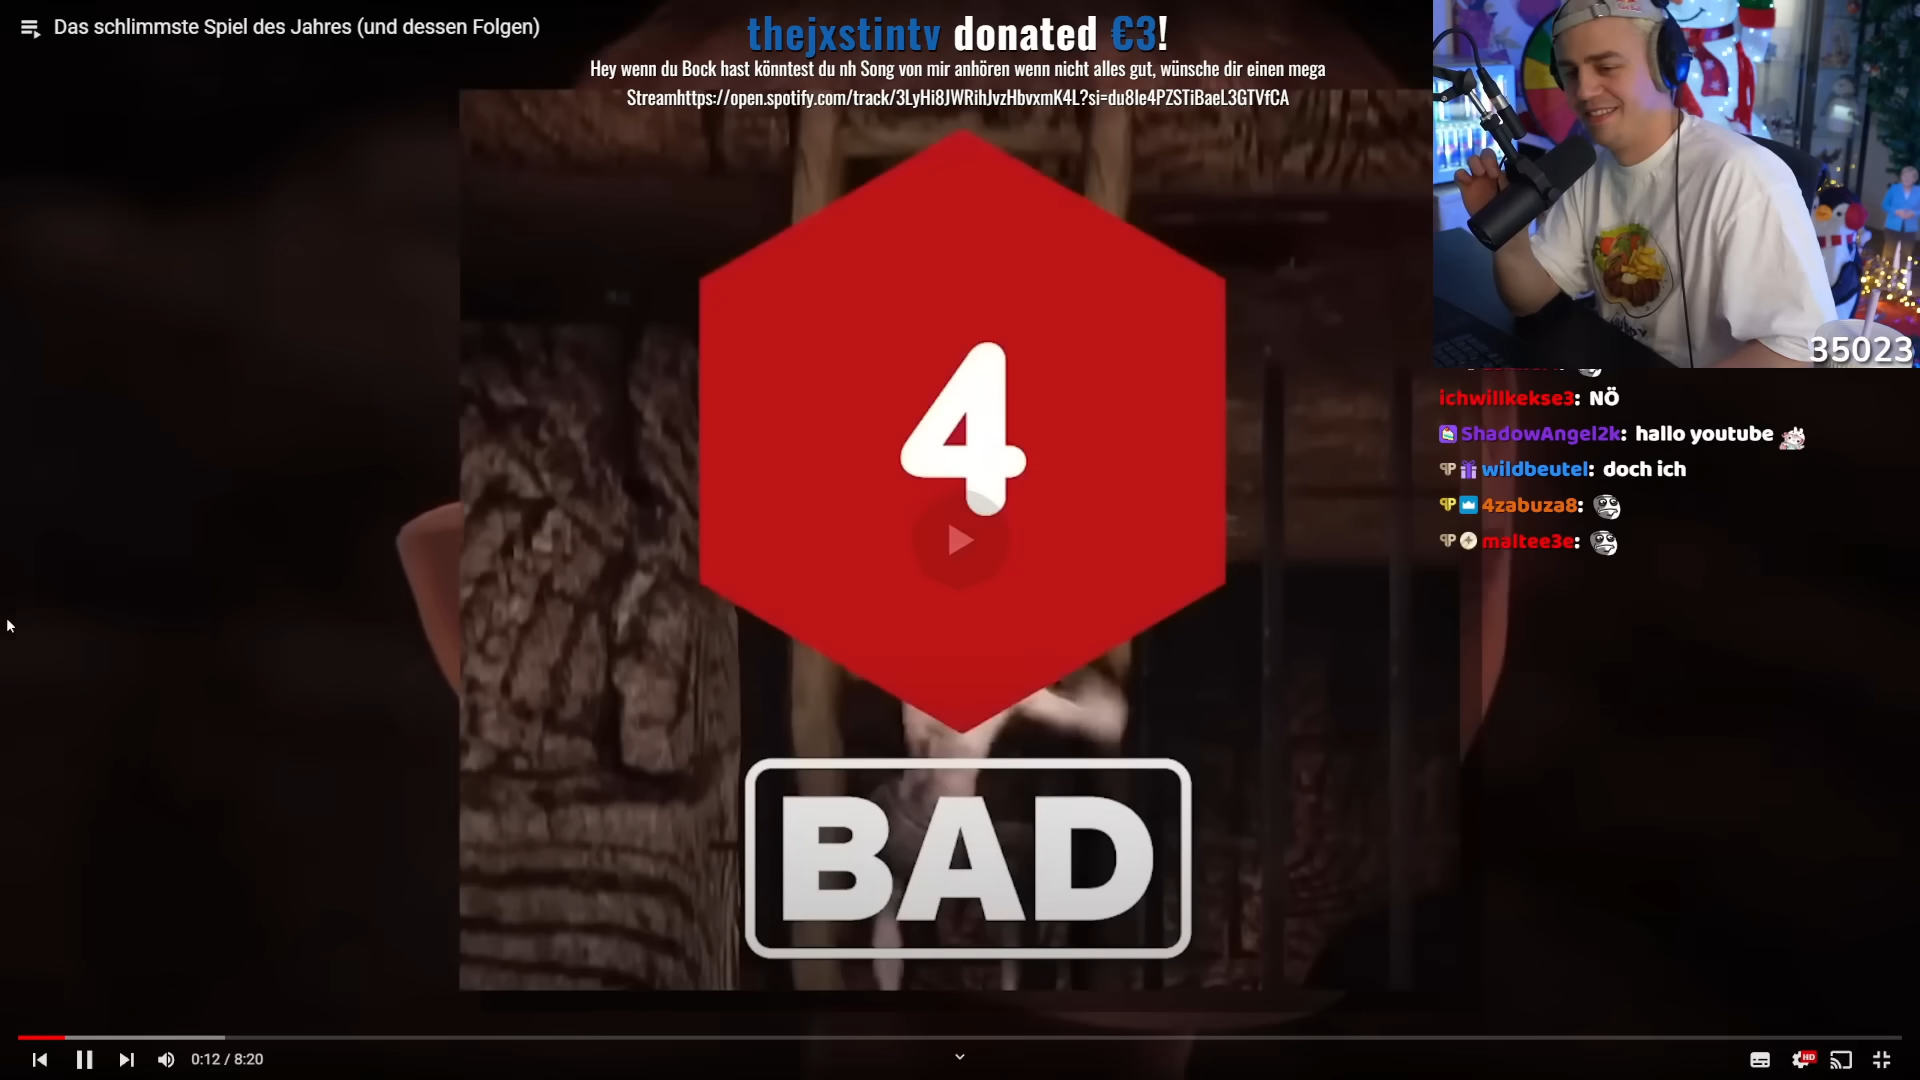 Das schlimmste Spiel des Jahres (und dessen Folgen)
thejxstintv donated €3!
Hey wenn du Bock hast könntest du nh Song von mir anhören wenn nicht alles gut, wünsche dir einen mega
Streamhttps://open.spotify.com/track/3LyHi8JWRihJvzHbvxmK4L?si=du8Ie4PZSTiBaeL3GTVfCA
4
BAD
35023
ichwillkekse3: NÖ
ShadowAngel2k: hallo youtube
wildbeutel: doch ich
4zabuza8:
maltee3e:
0:12 / 8:20
HD